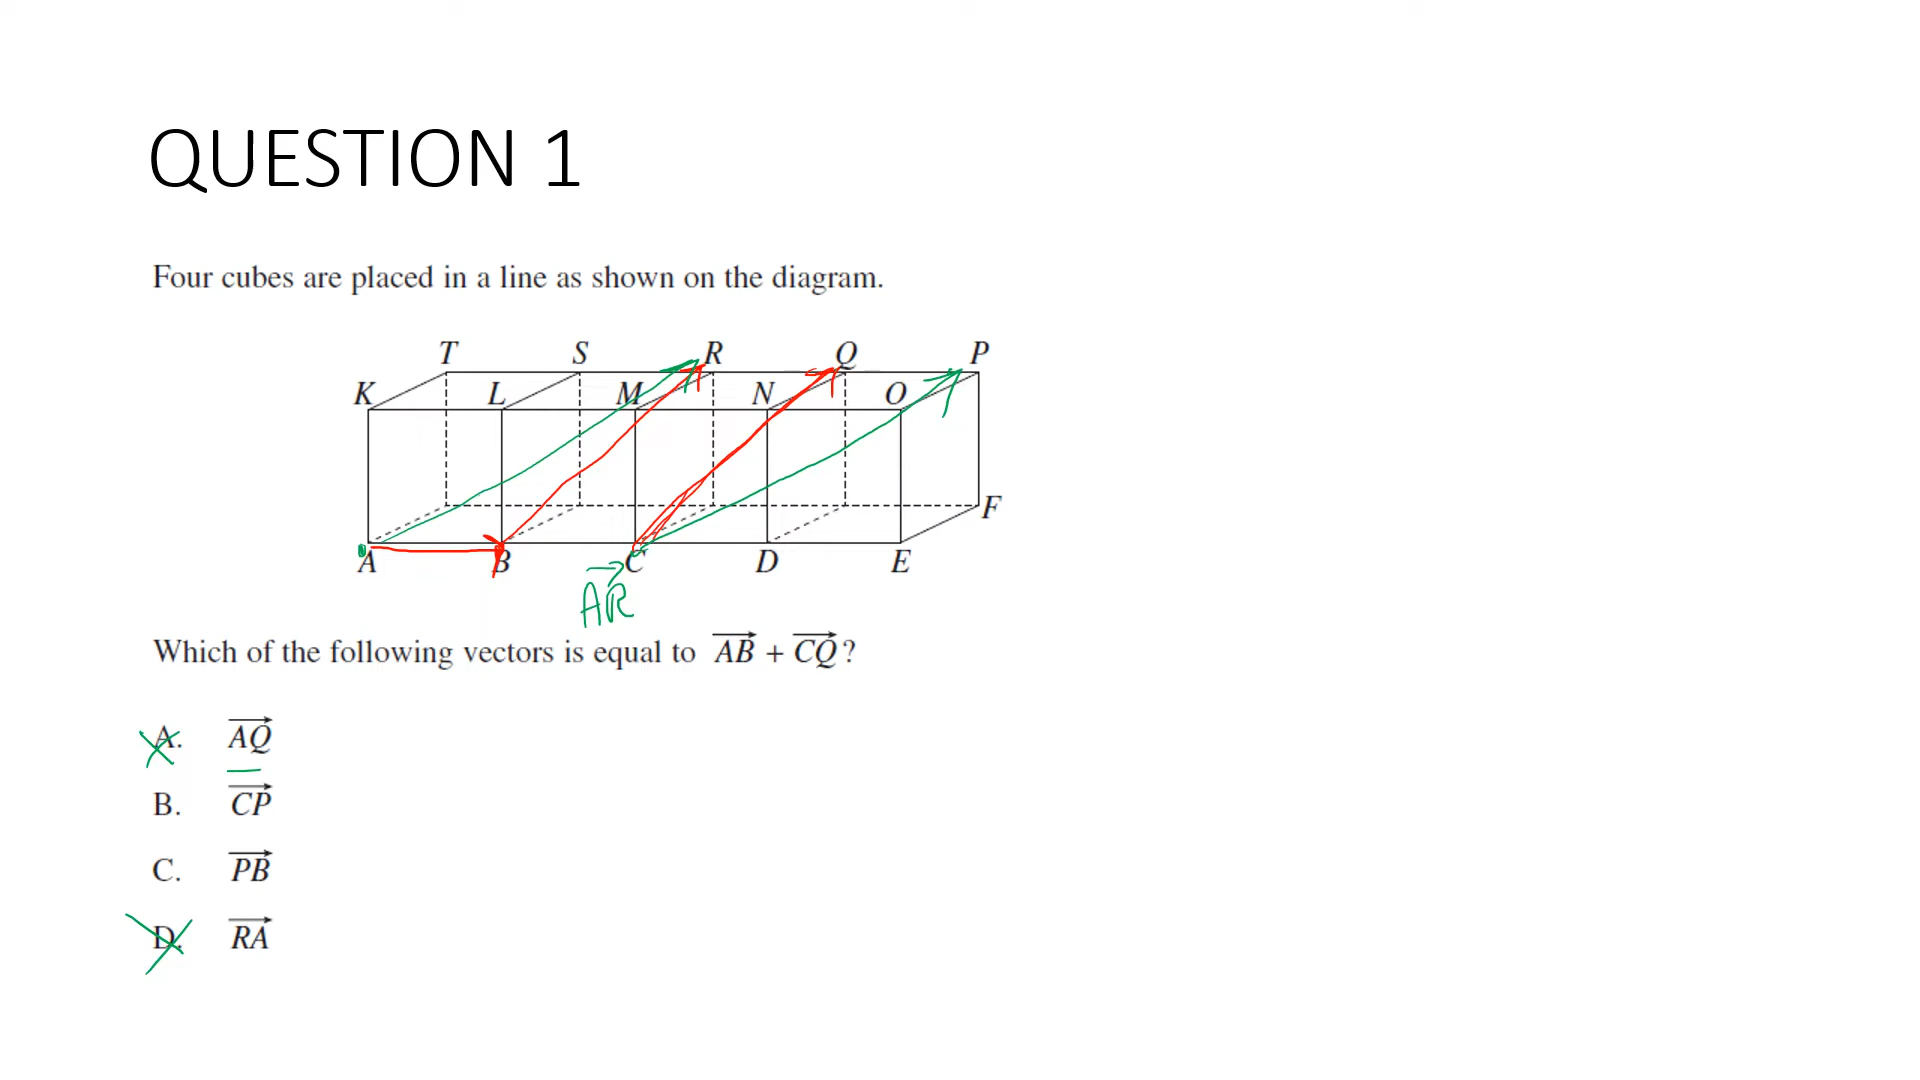 QUESTION 1
Four cubes are placed in a line as shown on the diagram.
T S R Q P
K L M N O
F
A B C D E
AR
Which of the following vectors is equal to AB + CQ?
A. AQ
B. CP
C. PB
D. RA